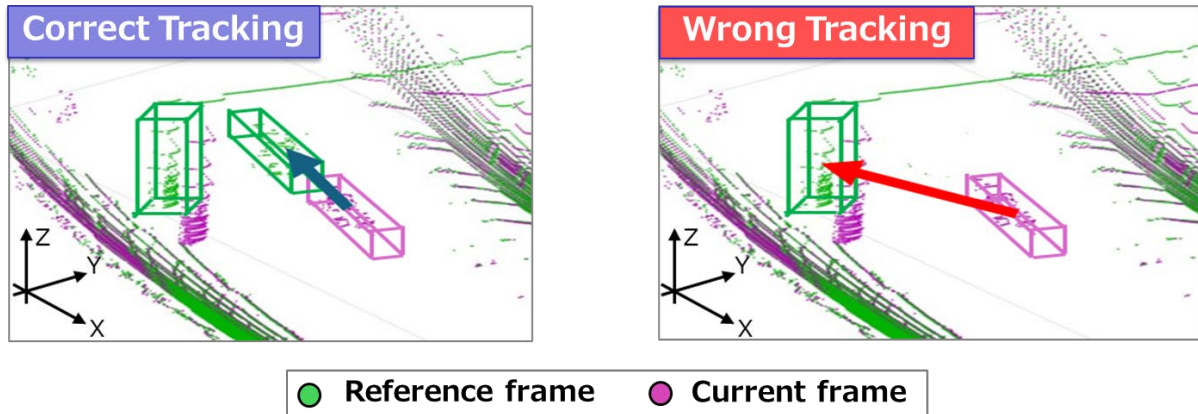 Correct Tracking
Wrong Tracking
Z
Y
X
Z
Y
X
Reference frame
Current frame